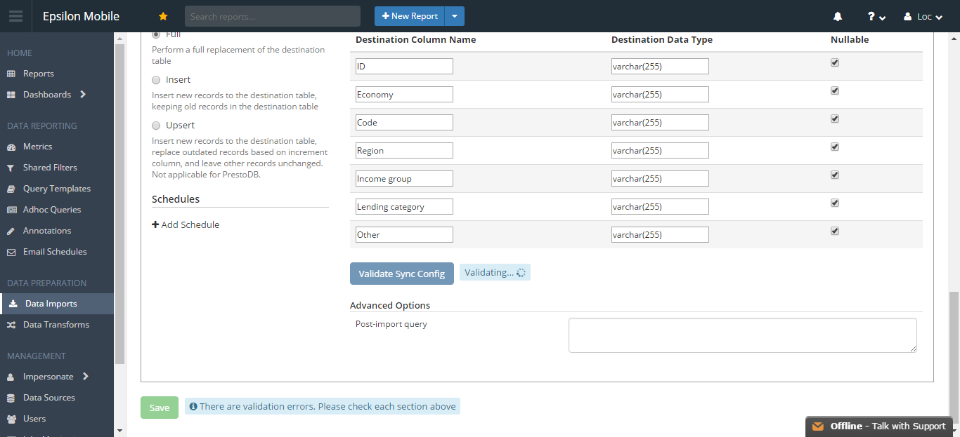 Epsilon Mobile
Search reports...
+ New Report
?
Loc
HOME
Reports
Dashboards
DATA REPORTING
Metrics
Shared Filters
Query Templates
Adhoc Queries
Annotations
Email Schedules
DATA PREPARATION
Data Imports
Data Transforms
MANAGEMENT
Impersonate
Data Sources
Users
Full
Perform a full replacement of the destination
table
Insert
Insert new records to the destination table,
keeping old records in the destination table
Upsert
Insert new records to the destination table,
replace outdated records based on increment
column, and leave other records unchanged.
Not applicable for PrestoDB.
Schedules
+ Add Schedule
Destination Column Name Destination Data Type Nullable
ID varchar(255)
Economy varchar(255)
Code varchar(255)
Region varchar(255)
Income group varchar(255)
Lending category varchar(255)
Other varchar(255)
Validate Sync Config Validating...
Advanced Options
Post-import query
Save There are validation errors. Please check each section above
Offline - Talk with Support